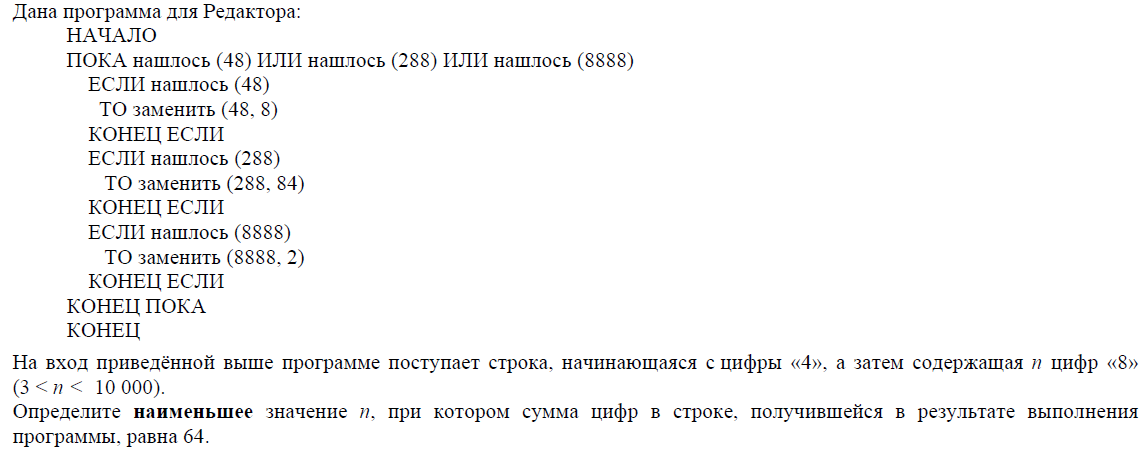 Дана программа для Редактора:
НАЧАЛО
ПОКА нашлось (48) ИЛИ нашлось (288) ИЛИ нашлось (8888)
ЕСЛИ нашлось (48)
ТО заменить (48, 8)
КОНЕЦ ЕСЛИ
ЕСЛИ нашлось (288)
ТО заменить (288, 84)
КОНЕЦ ЕСЛИ
ЕСЛИ нашлось (8888)
ТО заменить (8888, 2)
КОНЕЦ ЕСЛИ
КОНЕЦ ПОКА
КОНЕЦ
На вход приведённой выше программе поступает строка, начинающаяся с цифры «4», а затем содержащая n цифр «8»
(3 < n < 10 000).
Определите наименьшее значение n, при котором сумма цифр в строке, получившейся в результате выполнения
программы, равна 64.